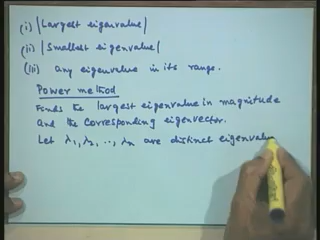 (i) |Largest eigenvalue|
(ii) |Smallest eigenvalue|
(iii) any eigenvalue in its range.
Power method
Finds the largest eigenvalue in magnitude
and the corresponding eigenvector.
Let λ1, λ2, .., λn are distinct eigenvalue